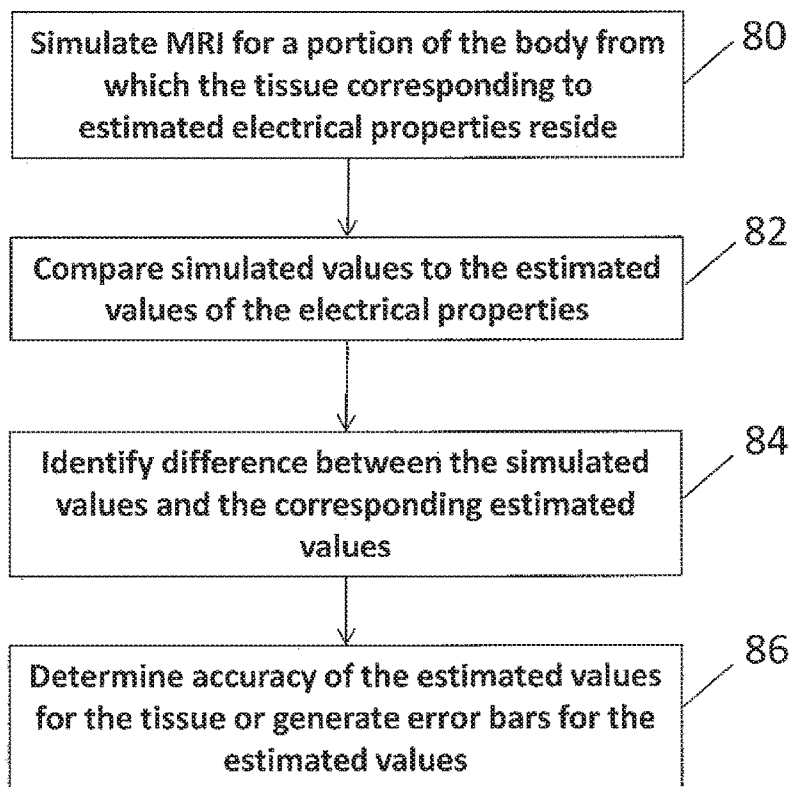 Simulate MRI for a portion of the body from
which the tissue corresponding to
estimated electrical properties reside
80
Compare simulated values to the estimated
values of the electrical properties
82
Identify difference between the simulated
values and the corresponding estimated
values
84
Determine accuracy of the estimated values
for the tissue or generate error bars for the
estimated values
86